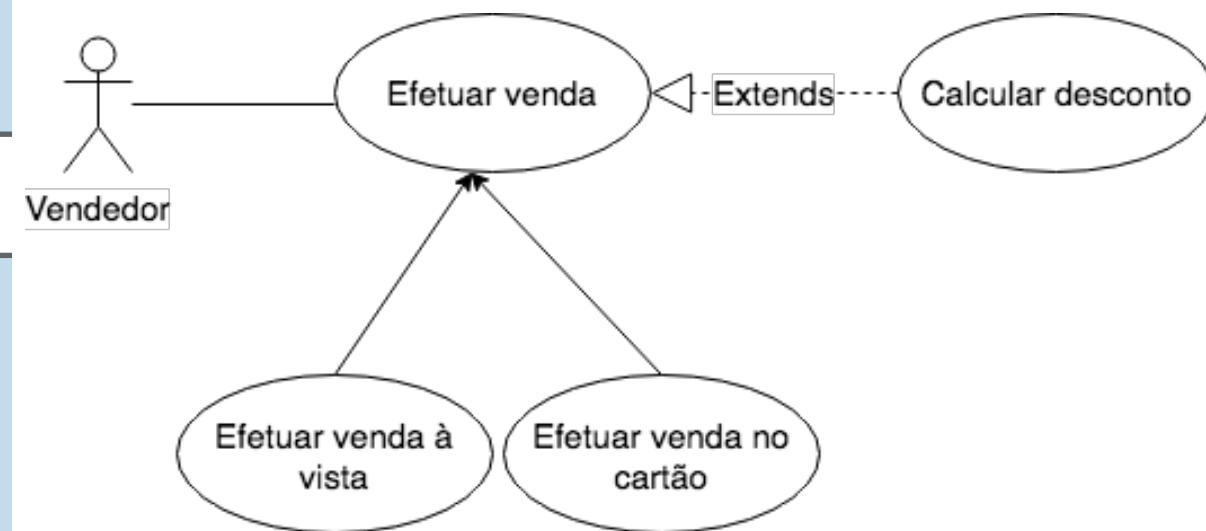 Efetuar venda
Extends
Calcular desconto
Vendedor
Efetuar venda à
vista
Efetuar venda no
cartão